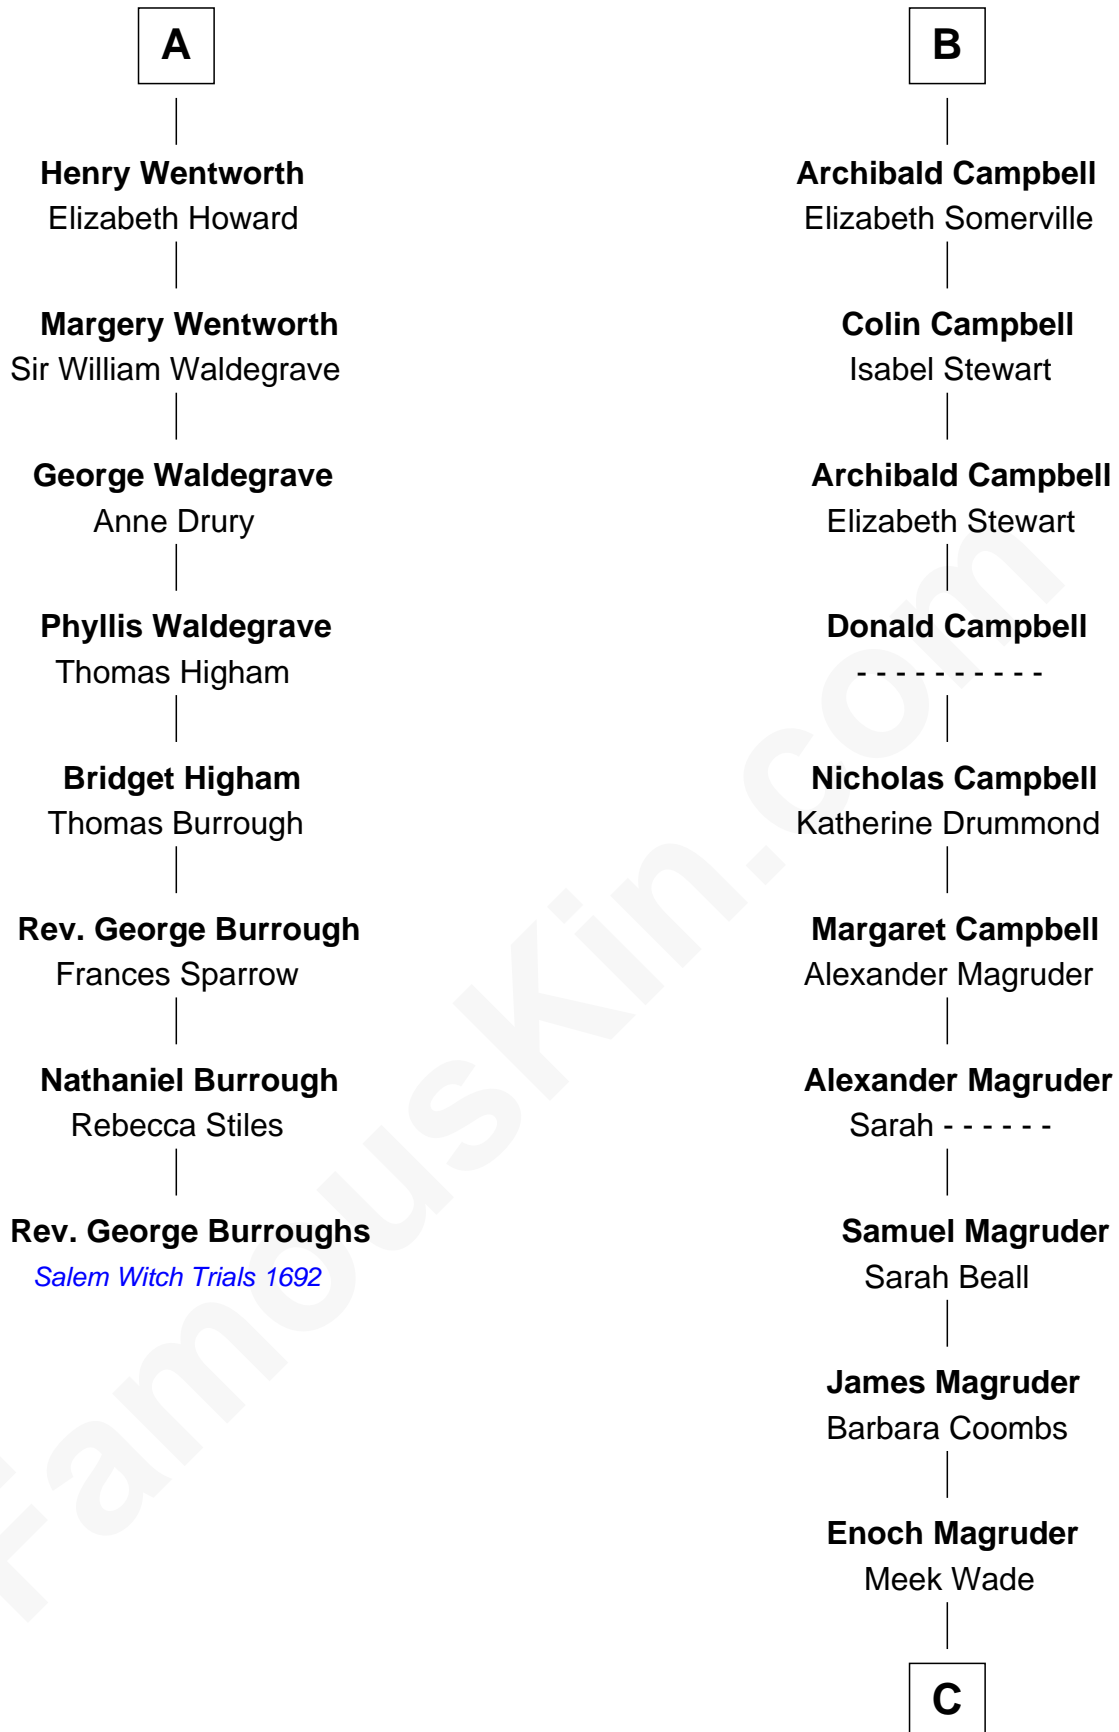 A
Henry Wentworth
Elizabeth Howard
Margery Wentworth
Sir William Waldegrave
George Waldegrave
Anne Drury
Phyllis Waldegrave
Thomas Higham
Bridget Higham
Thomas Burrough
Rev. George Burrough
Frances Sparrow
Nathaniel Burrough
Rebecca Stiles
Rev. George Burroughs
Salem Witch Trials 1692
B
Archibald Campbell
Elizabeth Somerville
Colin Campbell
Isabel Stewart
Archibald Campbell
Elizabeth Stewart
Donald Campbell
- - - - - - - - - -
Nicholas Campbell
Katherine Drummond
Margaret Campbell
Alexander Magruder
Alexander Magruder
Sarah - - - - - -
Samuel Magruder
Sarah Beall
James Magruder
Barbara Coombs
Enoch Magruder
Meek Wade
C
FamousKin.com